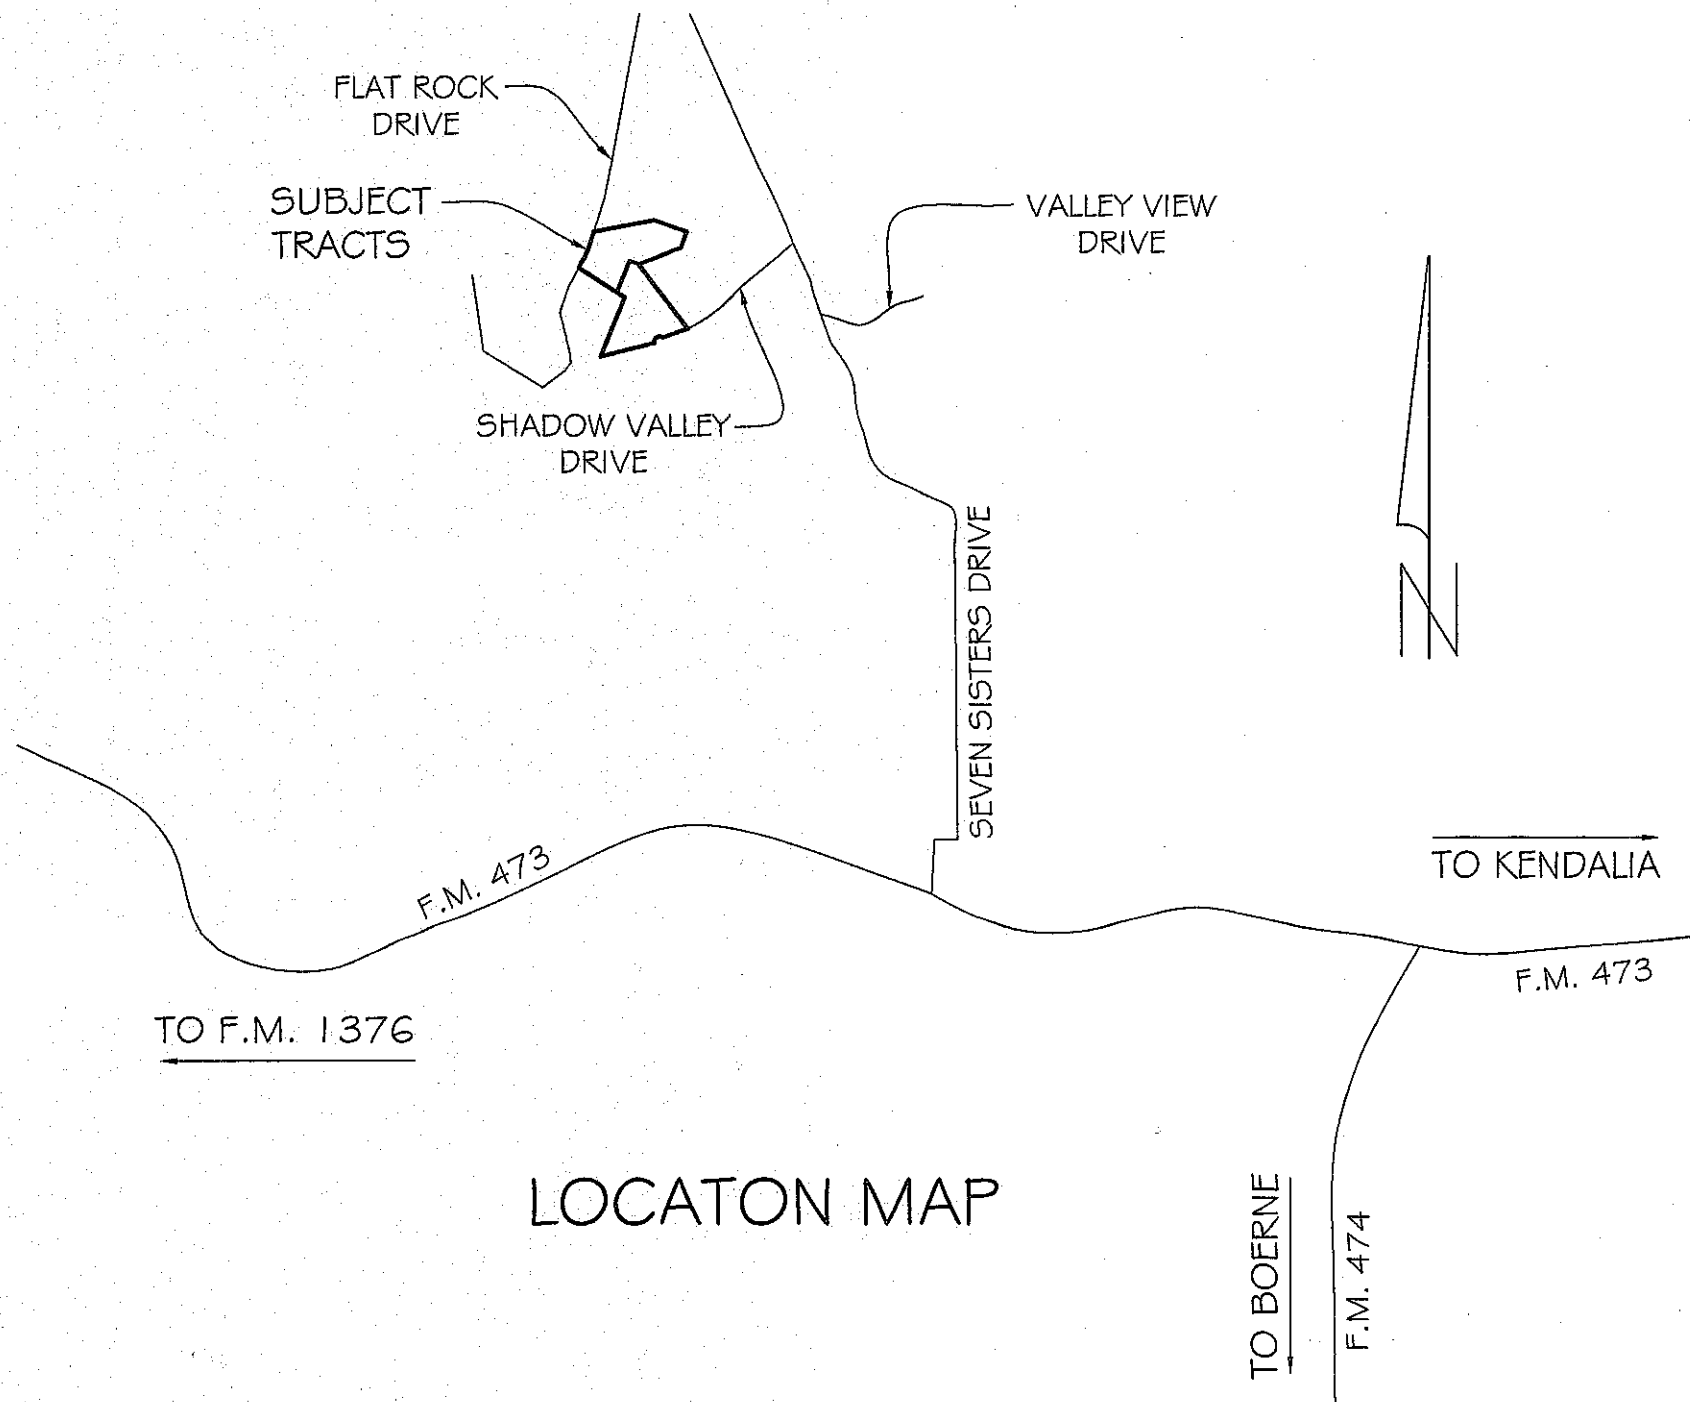 FLAT ROCK
DRIVE
SUBJECT
TRACTS
VALLEY VIEW
DRIVE
SHADOW VALLEY
DRIVE
SEVEN SISTERS DRIVE
N
F.M. 473
TO KENDALIA
F.M. 473
TO F.M. 1376
LOCATON MAP
TO BOERNE
F.M. 474